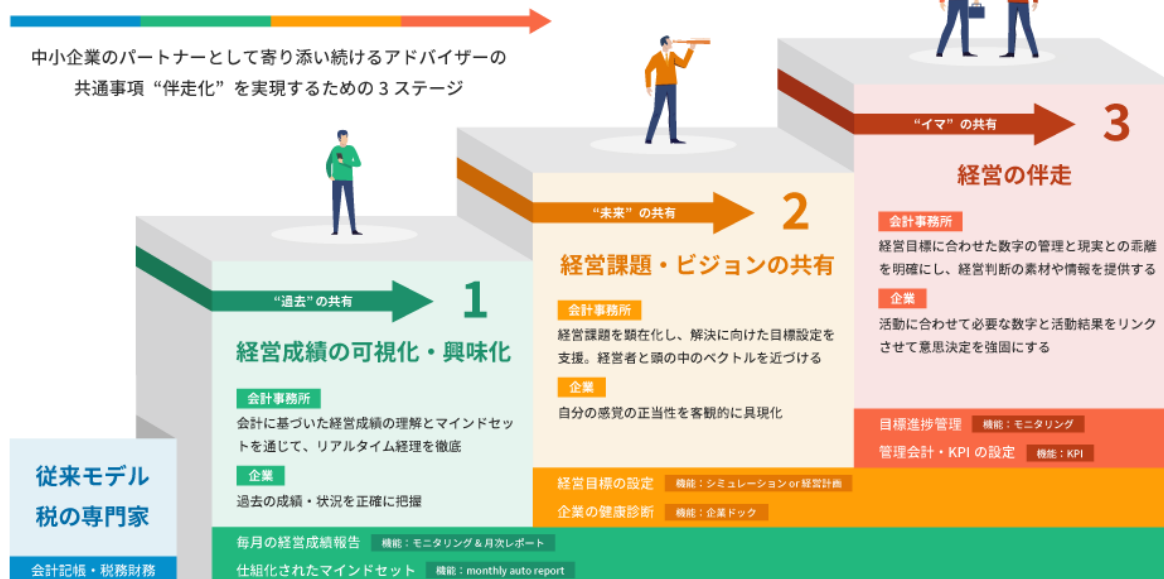 中小企業のパートナーとして寄り添い続けるアドバイザーの
共通事項 “伴走化” を実現するための 3 ステージ
従来モデル
税の専門家
会計記帳・税務財務
“過去” の共有
1
経営成績の可視化・興味化
会計事務所
会計に基づいた経営成績の理解とマインドセッ
トを通じて、リアルタイム経理を徹底
企業
過去の成績・状況を正確に把握
毎月の経営成績報告 機能：モニタリング＆月次レポート
仕組化されたマインドセット 機能：monthly auto report
“未来” の共有
2
経営課題・ビジョンの共有
会計事務所
経営課題を顕在化し、解決に向けた目標設定を
支援。経営者と頭の中のベクトルを近づける
企業
自分の感覚の正当性を客観的に具現化
経営目標の設定 機能：シミュレーション or 経営計画
企業の健康診断 機能：企業ドック
“イマ” の共有
3
経営の伴走
会計事務所
経営目標に合わせた数字の管理と現実との乖離
を明確にし、経営判断の素材や情報を提供する
企業
活動に合わせて必要な数字と活動結果をリンク
させて意思決定を強固にする
目標進捗管理 機能：モニタリング
管理会計・KPI の設定 機能：KPI